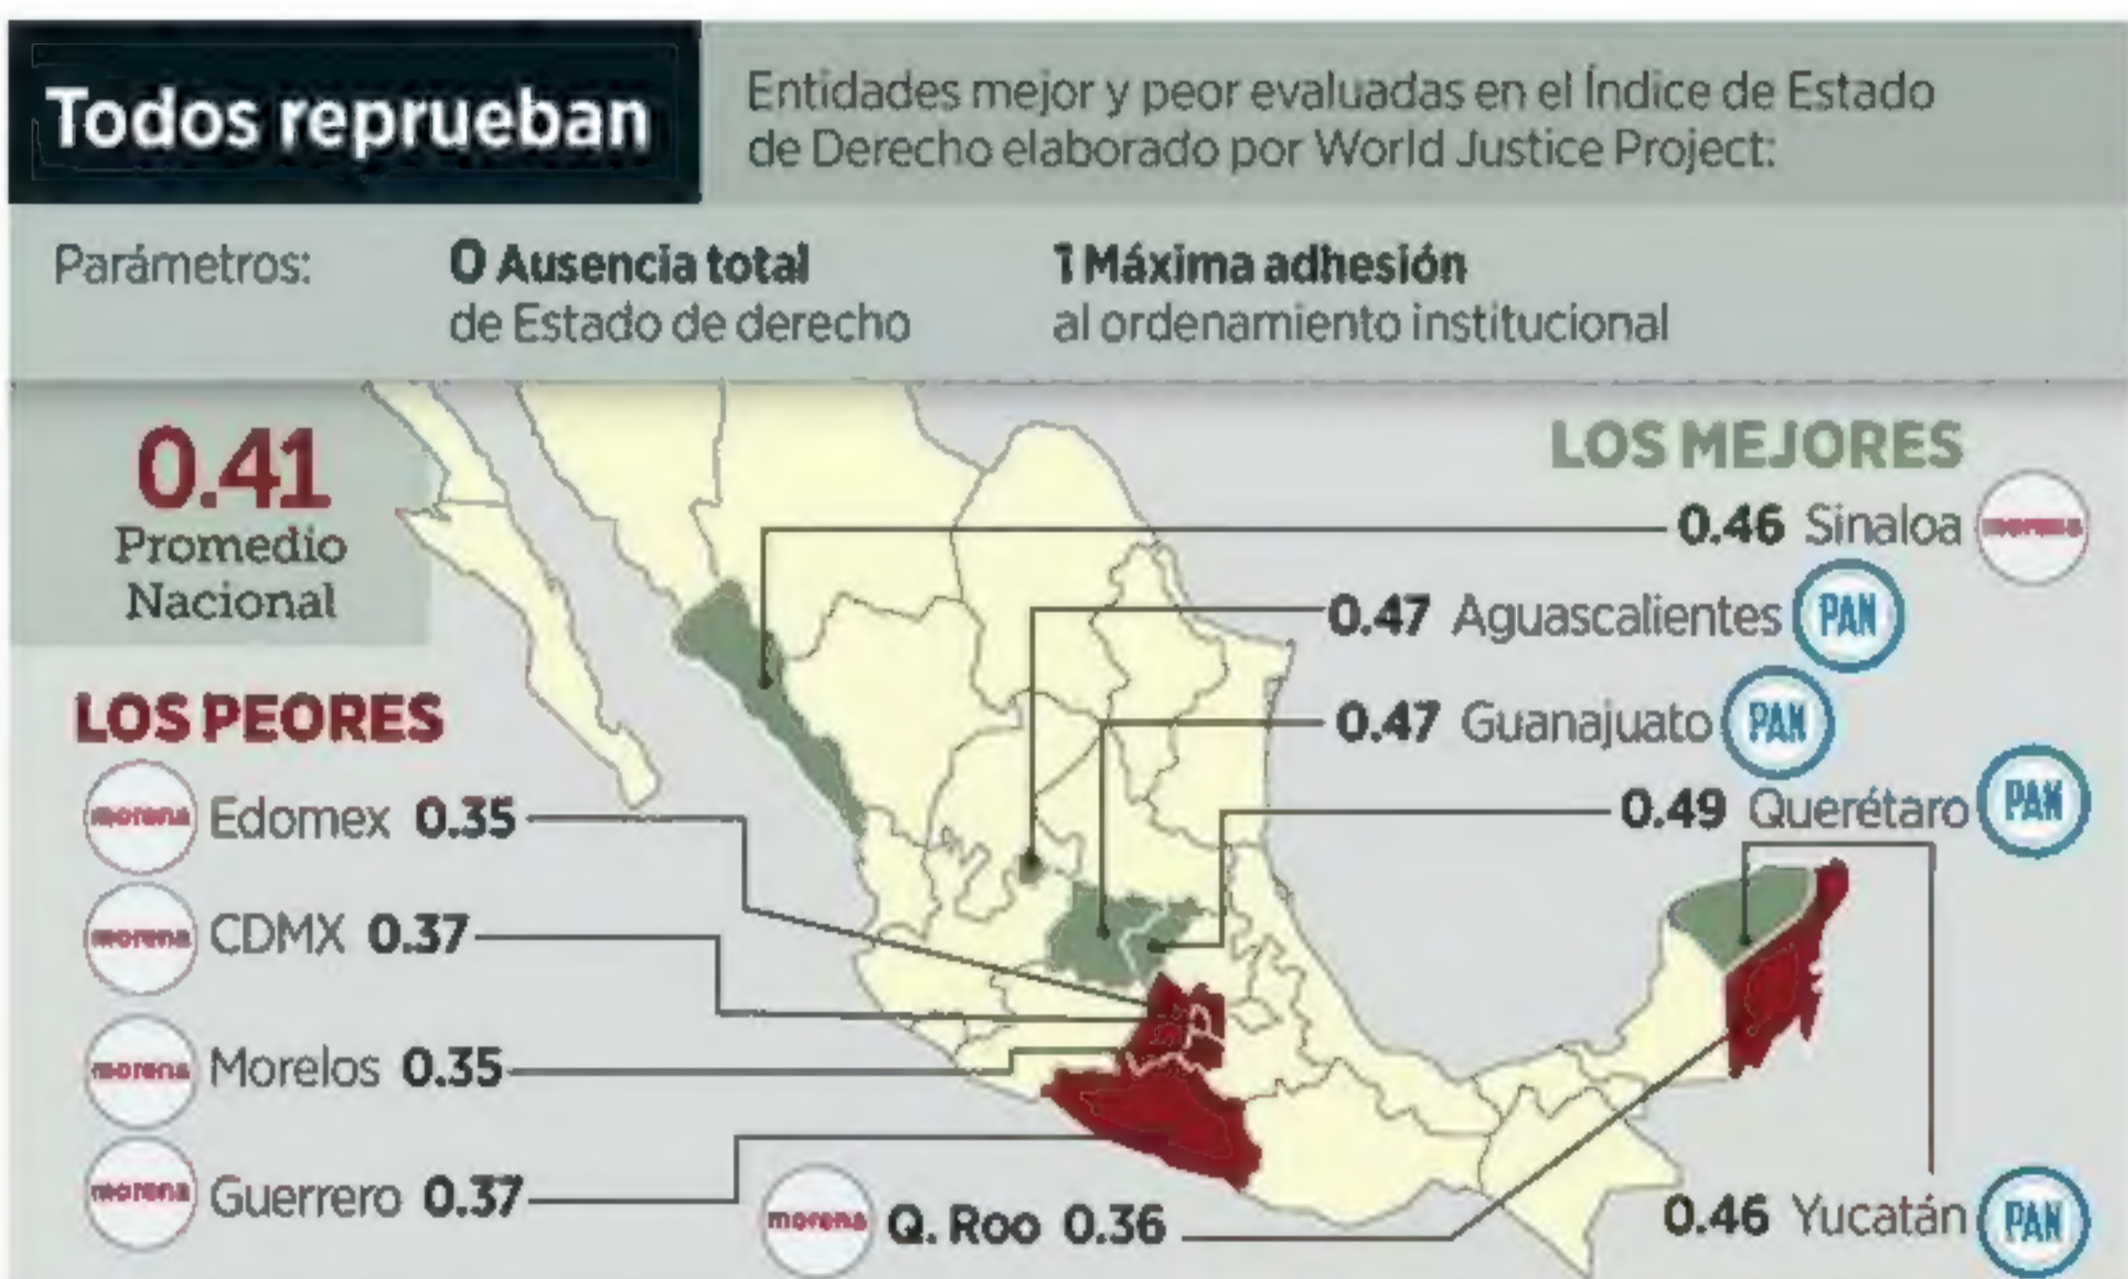 Todos reprueban
Entidades mejor y peor evaluadas en el Índice de Estado
de Derecho elaborado por World Justice Project:
Parámetros:
0 Ausencia total
de Estado de derecho
1 Máxima adhesión
al ordenamiento institucional
0.41
Promedio
Nacional
LOS MEJORES
0.46 Sinaloa morena
0.47 Aguascalientes PAN
0.47 Guanajuato PAN
0.49 Querétaro PAN
0.46 Yucatán PAN
LOS PEORES
morena Edomex 0.35
morena CDMX 0.37
morena Morelos 0.35
morena Guerrero 0.37
morena Q. Roo 0.36